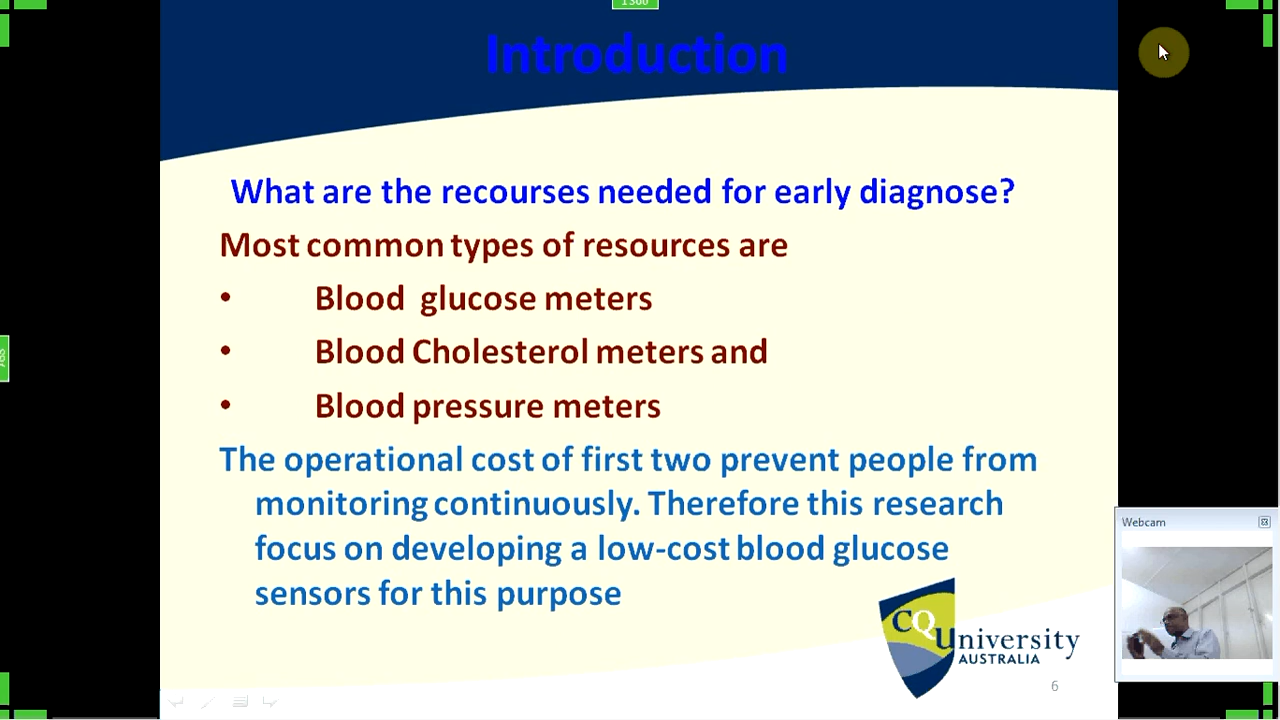 1366
Introduction
What are the recourses needed for early diagnose?
Most common types of resources are
• Blood glucose meters
• Blood Cholesterol meters and
• Blood pressure meters
The operational cost of first two prevent people from
monitoring continuously. Therefore this research
focus on developing a low-cost blood glucose
sensors for this purpose
Webcam
CQUniversity
AUSTRALIA
6